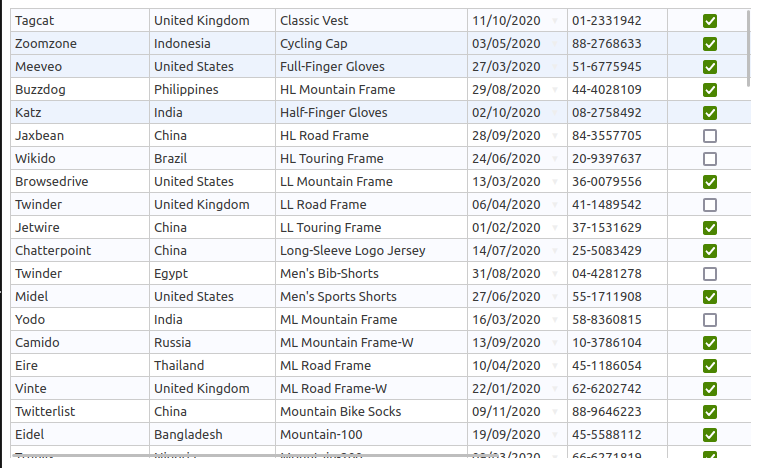 Tagcat United Kingdom Classic Vest 11/10/2020 01-2331942
Zoomzone Indonesia Cycling Cap 03/05/2020 88-2768633
Meeveo United States Full-Finger Gloves 27/03/2020 51-6775945
Buzzdog Philippines HL Mountain Frame 29/08/2020 44-4028109
Katz India Half-Finger Gloves 02/10/2020 08-2758492
Jaxbean China HL Road Frame 28/09/2020 84-3557705
Wikido Brazil HL Touring Frame 24/06/2020 20-9397637
Browsedrive United States LL Mountain Frame 13/03/2020 36-0079556
Twinder United Kingdom LL Road Frame 06/04/2020 41-1489542
Jetwire China LL Touring Frame 01/02/2020 37-1531629
Chatterpoint China Long-Sleeve Logo Jersey 14/07/2020 25-5083429
Twinder Egypt Men's Bib-Shorts 31/08/2020 04-4281278
Midel United States Men's Sports Shorts 27/06/2020 55-1711908
Yodo India ML Mountain Frame 16/03/2020 58-8360815
Camido Russia ML Mountain Frame-W 13/09/2020 10-3786104
Eire Thailand ML Road Frame 10/04/2020 45-1186054
Vinte United Kingdom ML Road Frame-W 22/01/2020 62-6202742
Twitterlist China Mountain Bike Socks 09/11/2020 88-9646223
Eidel Bangladesh Mountain-100 19/09/2020 45-5588112
66-6271819